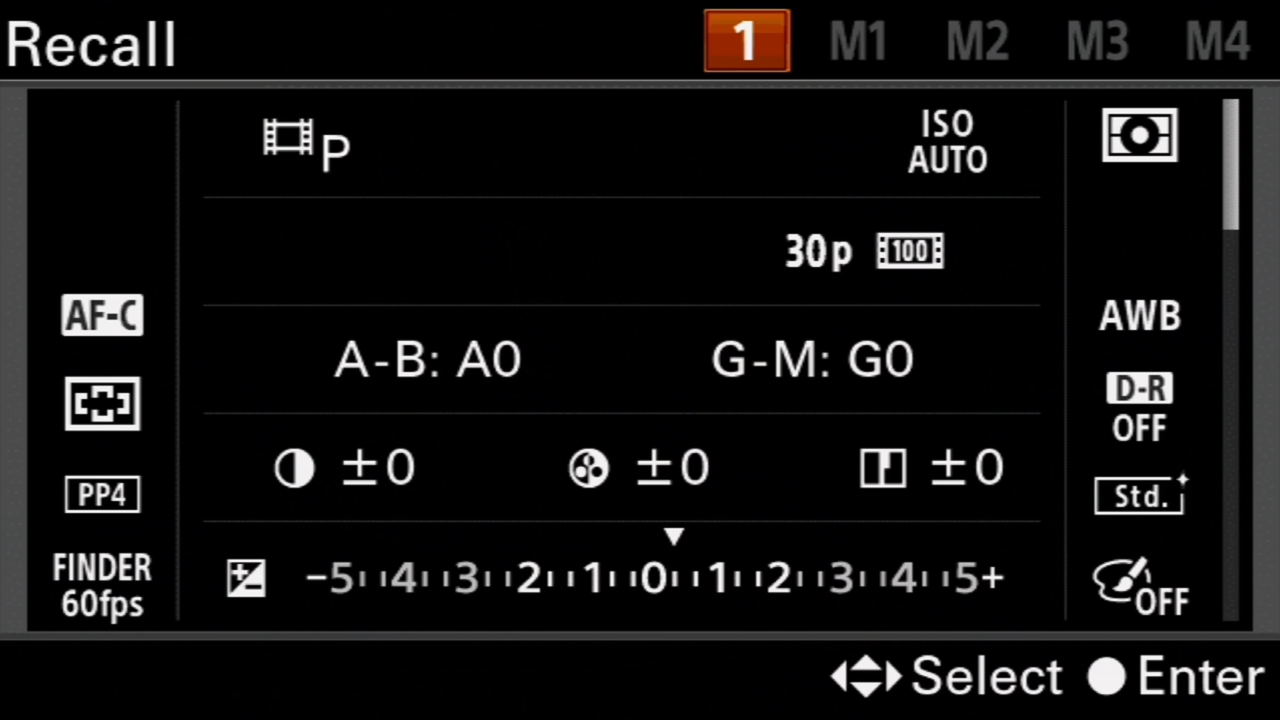 Recall 1 M1 M2 M3 M4
P ISO AUTO
30p 100
AF-C AWB
A-B: A0 G-M: G0
D-R OFF
±0 ±0 ±0
PP4 Std.
FINDER 60fps
-5 4 3 2 1 0 1 2 3 4 5+
OFF
Select Enter